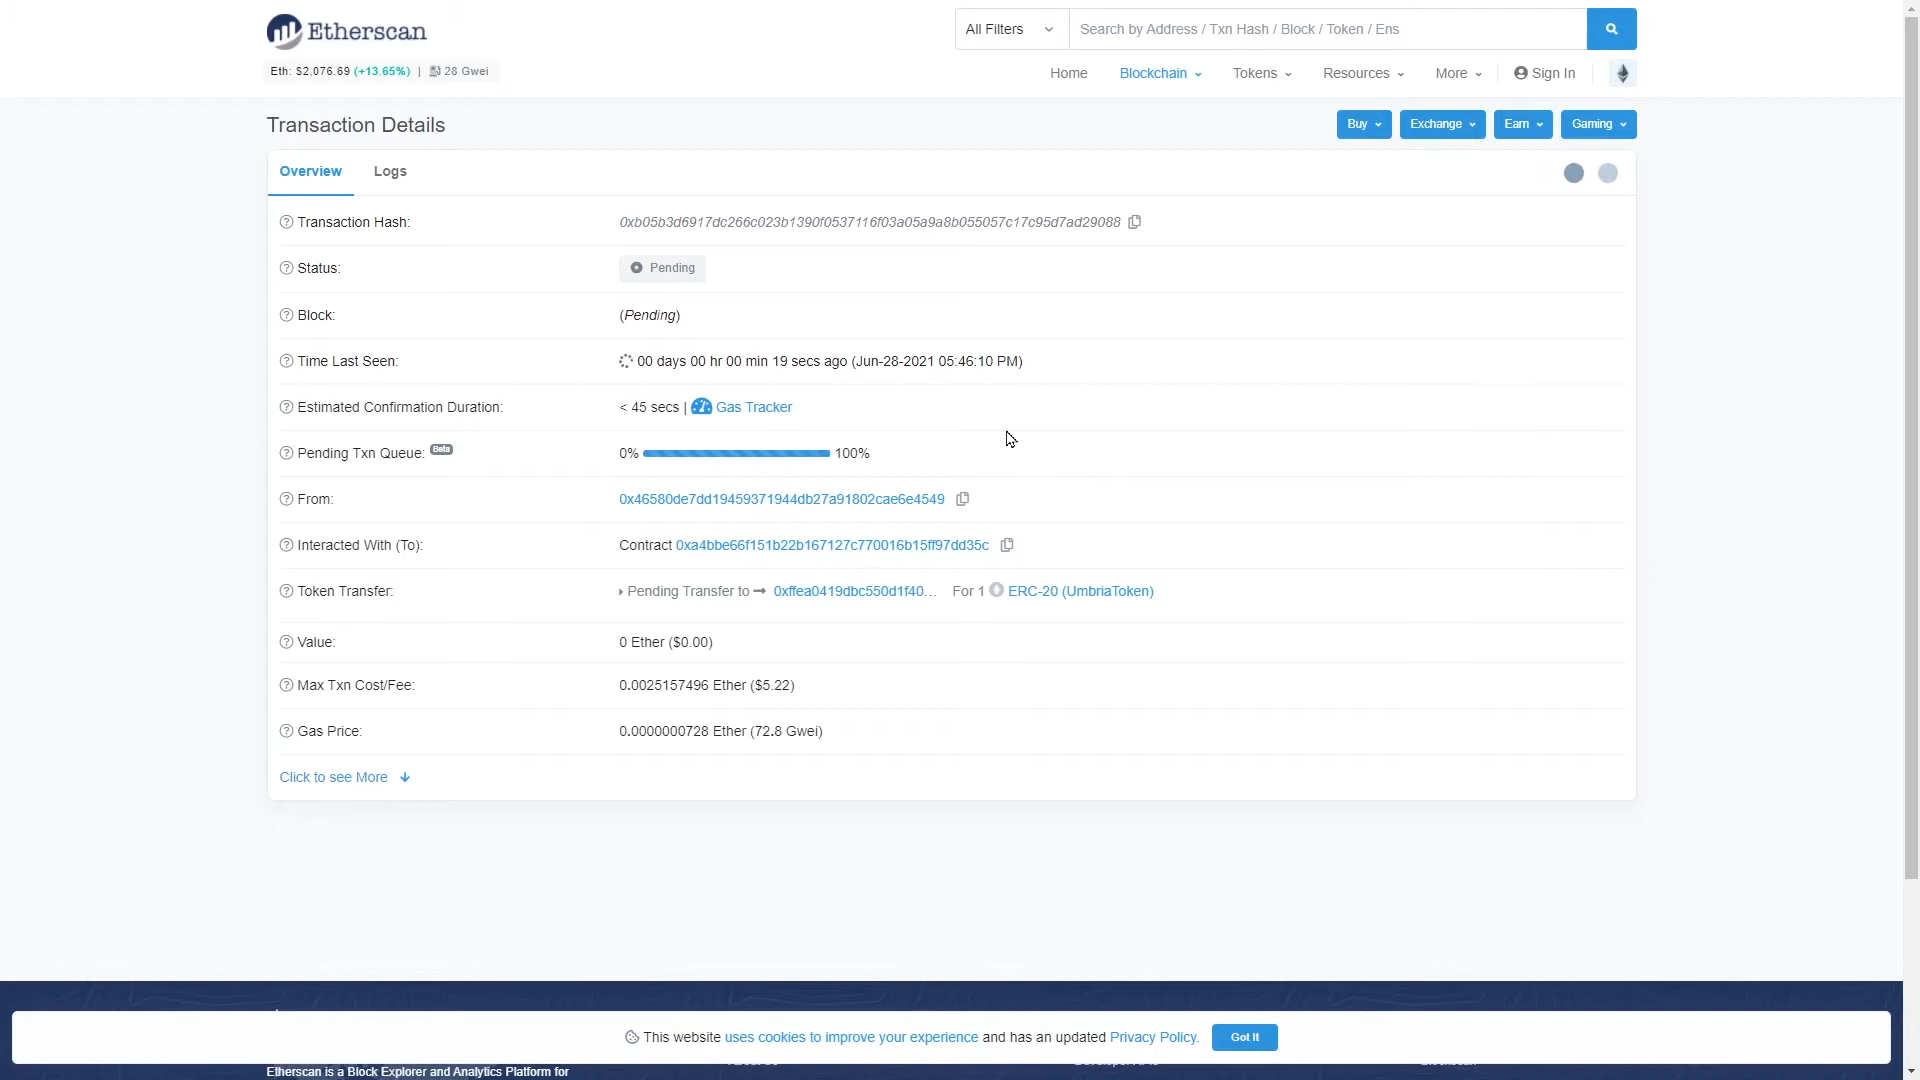 Etherscan
All Filters
Search by Address / Txn Hash / Block / Token / Ens
Eth: $2,076.69 (+13.65%) | 28 Gwei
Home Blockchain Tokens Resources More Sign In
Transaction Details
Buy Exchange Earn Gaming
Overview Logs
Transaction Hash: 0xb05b3d6917dc266c023b1390f0537116f03a05a9a8b055057c17c95d7ad29088
Status: Pending
Block: (Pending)
Time Last Seen: 00 days 00 hr 00 min 19 secs ago (Jun-28-2021 05:46:10 PM)
Estimated Confirmation Duration: < 45 secs | Gas Tracker
Pending Txn Queue: Beta 0% 100%
From: 0x46580de7dd19459371944db27a91802cae6e4549
Interacted With (To): Contract 0xa4bbe66f151b22b167127c770016b15ff97dd35c
Token Transfer: Pending Transfer to 0xffea0419dbc550d1f40... For 1 ERC-20 (UmbriaToken)
Value: 0 Ether ($0.00)
Max Txn Cost/Fee: 0.0025157496 Ether ($5.22)
Gas Price: 0.0000000728 Ether (72.8 Gwei)
Click to see More
This website uses cookies to improve your experience and has an updated Privacy Policy. Got It
Etherscan is a Block Explorer and Analytics Platform for